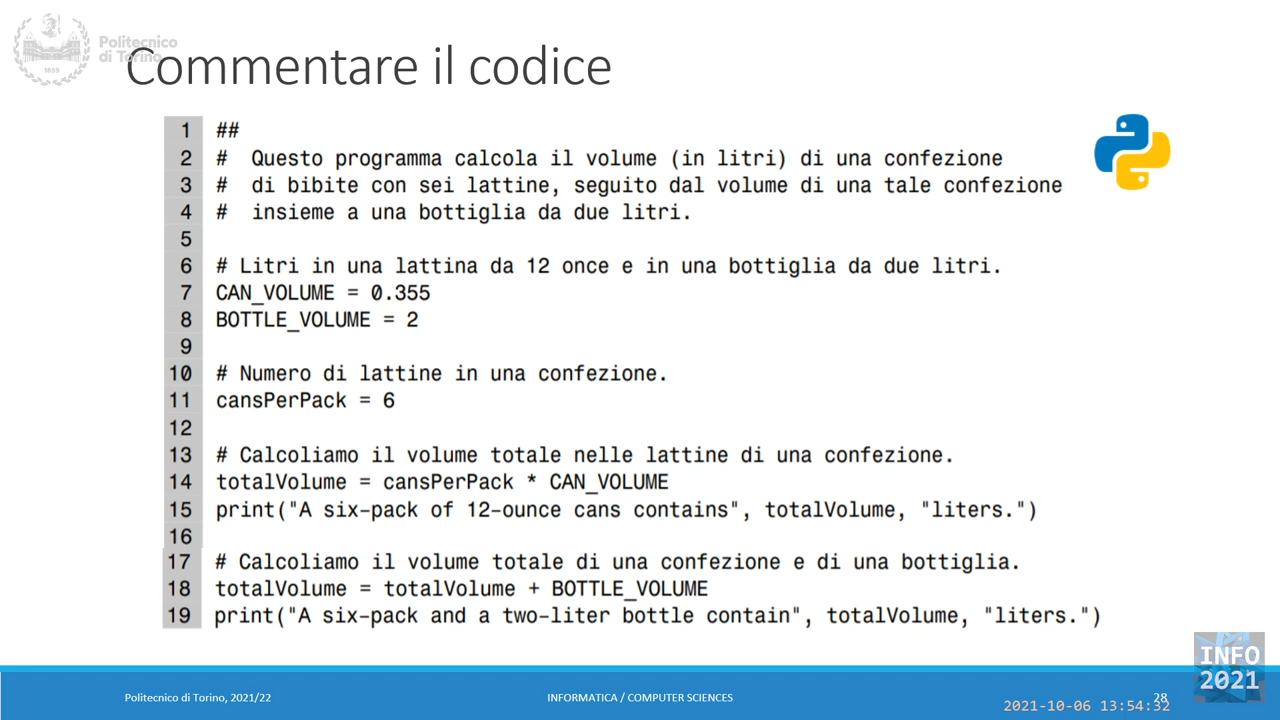 Politecnico
di Torino
1859
Commentare il codice
1 ##
2 #  Questo programma calcola il volume (in litri) di una confezione
3 #  di bibite con sei lattine, seguito dal volume di una tale confezione
4 #  insieme a una bottiglia da due litri.
5
6 # Litri in una lattina da 12 once e in una bottiglia da due litri.
7 CAN_VOLUME = 0.355
8 BOTTLE_VOLUME = 2
9
10 # Numero di lattine in una confezione.
11 cansPerPack = 6
12
13 # Calcoliamo il volume totale nelle lattine di una confezione.
14 totalVolume = cansPerPack * CAN_VOLUME
15 print("A six-pack of 12-ounce cans contains", totalVolume, "liters.")
16
17 # Calcoliamo il volume totale di una confezione e di una bottiglia.
18 totalVolume = totalVolume + BOTTLE_VOLUME
19 print("A six-pack and a two-liter bottle contain", totalVolume, "liters.")
INFO
2021
Politecnico di Torino, 2021/22
INFORMATICA / COMPUTER SCIENCES
28
2021-10-06 13:54:32